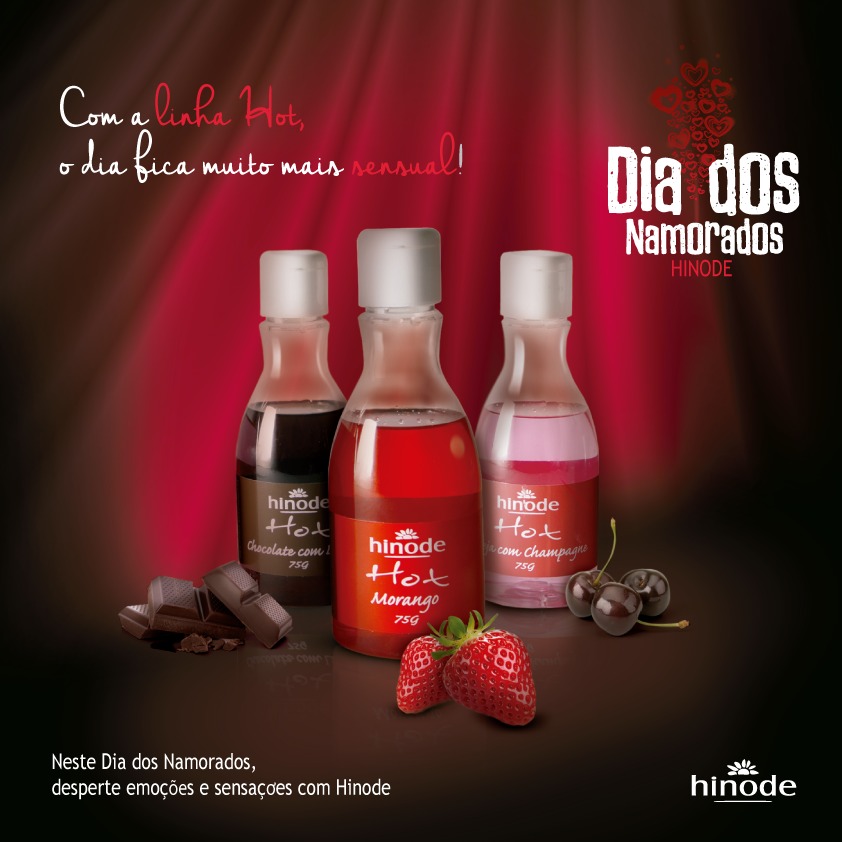 Com a linha Hot,
o dia fica muito mais sensual!
Dia dos
Namorados
HINODE
hinode
Hot
Chocolate com
75G
hinode
Hot
Morango
75G
hinode
Hot
com Champagne
75G
Neste Dia dos Namorados,
desperte emoções e sensações com Hinode
hinode